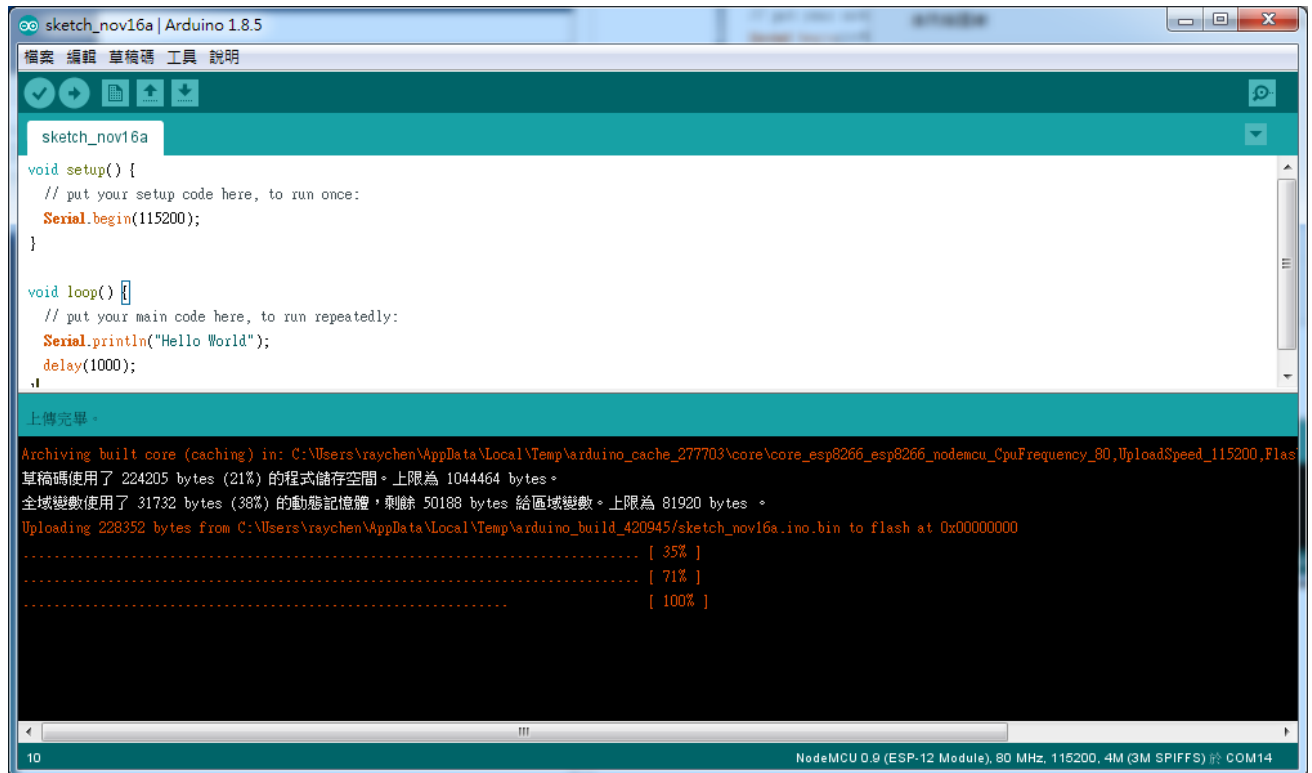 sketch_nov16a | Arduino 1.8.5
檔案 編輯 草稿碼 工具 說明
sketch_nov16a
void setup() {
// put your setup code here, to run once:
Serial.begin(115200);
}
void loop() {
// put your main code here, to run repeatedly:
Serial.println("Hello World");
delay(1000);
}
上傳完畢。
Archiving built core (caching) in: C:\Users\raychen\AppData\Local\Temp\arduino_cache_277703\core\core_esp8266_esp8266_nodemcu_CpuFrequency_80,UploadSpeed_115200,Flas
草稿碼使用了 224205 bytes (21%) 的程式儲存空間。上限為 1044464 bytes。
全域變數使用了 31732 bytes (38%) 的動態記憶體，剩餘 50188 bytes 給區域變數。上限為 81920 bytes 。
Uploading 228352 bytes from C:\Users\raychen\AppData\Local\Temp\arduino_build_420945/sketch_nov16a.ino.bin to flash at 0x00000000
................................................................................ [ 35% ]
................................................................................ [ 71% ]
............................................................... [ 100% ]
10
NodeMCU 0.9 (ESP-12 Module), 80 MHz, 115200, 4M (3M SPIFFS) 於 COM14